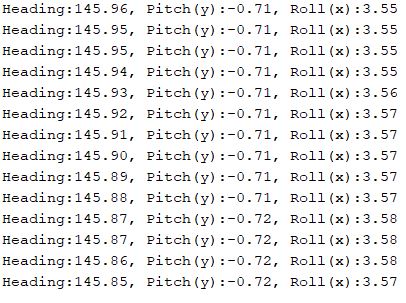 Heading:145.96, Pitch(y):-0.71, Roll(x):3.55
Heading:145.95, Pitch(y):-0.71, Roll(x):3.55
Heading:145.95, Pitch(y):-0.71, Roll(x):3.55
Heading:145.94, Pitch(y):-0.71, Roll(x):3.55
Heading:145.93, Pitch(y):-0.71, Roll(x):3.56
Heading:145.92, Pitch(y):-0.71, Roll(x):3.57
Heading:145.91, Pitch(y):-0.71, Roll(x):3.57
Heading:145.90, Pitch(y):-0.71, Roll(x):3.57
Heading:145.89, Pitch(y):-0.71, Roll(x):3.57
Heading:145.88, Pitch(y):-0.71, Roll(x):3.57
Heading:145.87, Pitch(y):-0.72, Roll(x):3.58
Heading:145.87, Pitch(y):-0.72, Roll(x):3.58
Heading:145.86, Pitch(y):-0.72, Roll(x):3.58
Heading:145.85, Pitch(y):-0.72, Roll(x):3.57